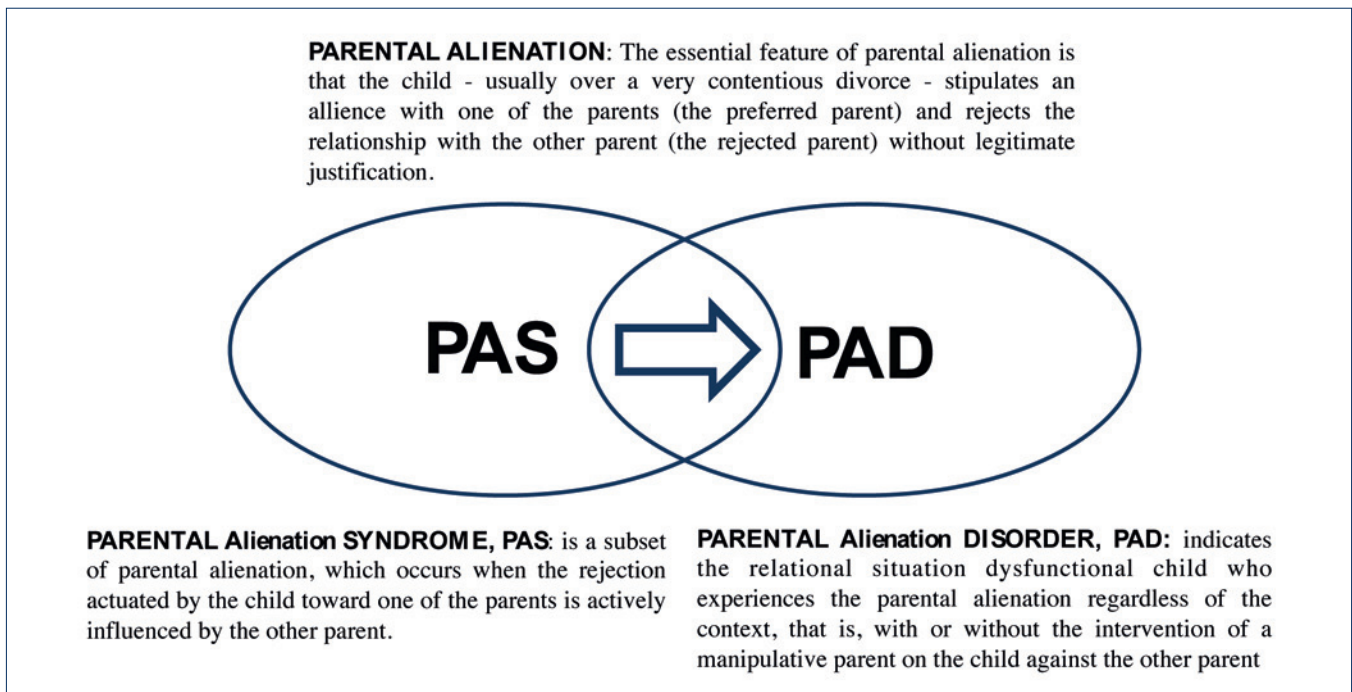 PARENTAL ALIENATION: The essential feature of parental alienation is
that the child - usually over a very contentious divorce - stipulates an
allience with one of the parents (the preferred parent) and rejects the
relationship with the other parent (the rejected parent) without legitimate
justification.
PAS
PAD
PARENTAL Alienation SYNDROME, PAS: is a subset
of parental alienation, which occurs when the rejection
actuated by the child toward one of the parents is actively
influenced by the other parent.
PARENTAL Alienation DISORDER, PAD: indicates
the relational situation dysfunctional child who
experiences the parental alienation regardless of the
context, that is, with or without the intervention of a
manipulative parent on the child against the other parent